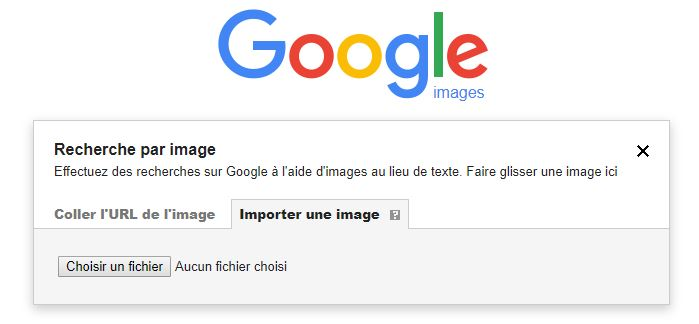 Google
images
Recherche par image
Effectuez des recherches sur Google à l'aide d'images au lieu de texte. Faire glisser une image ici
Coller l'URL de l'image Importer une image ?
Choisir un fichier Aucun fichier choisi